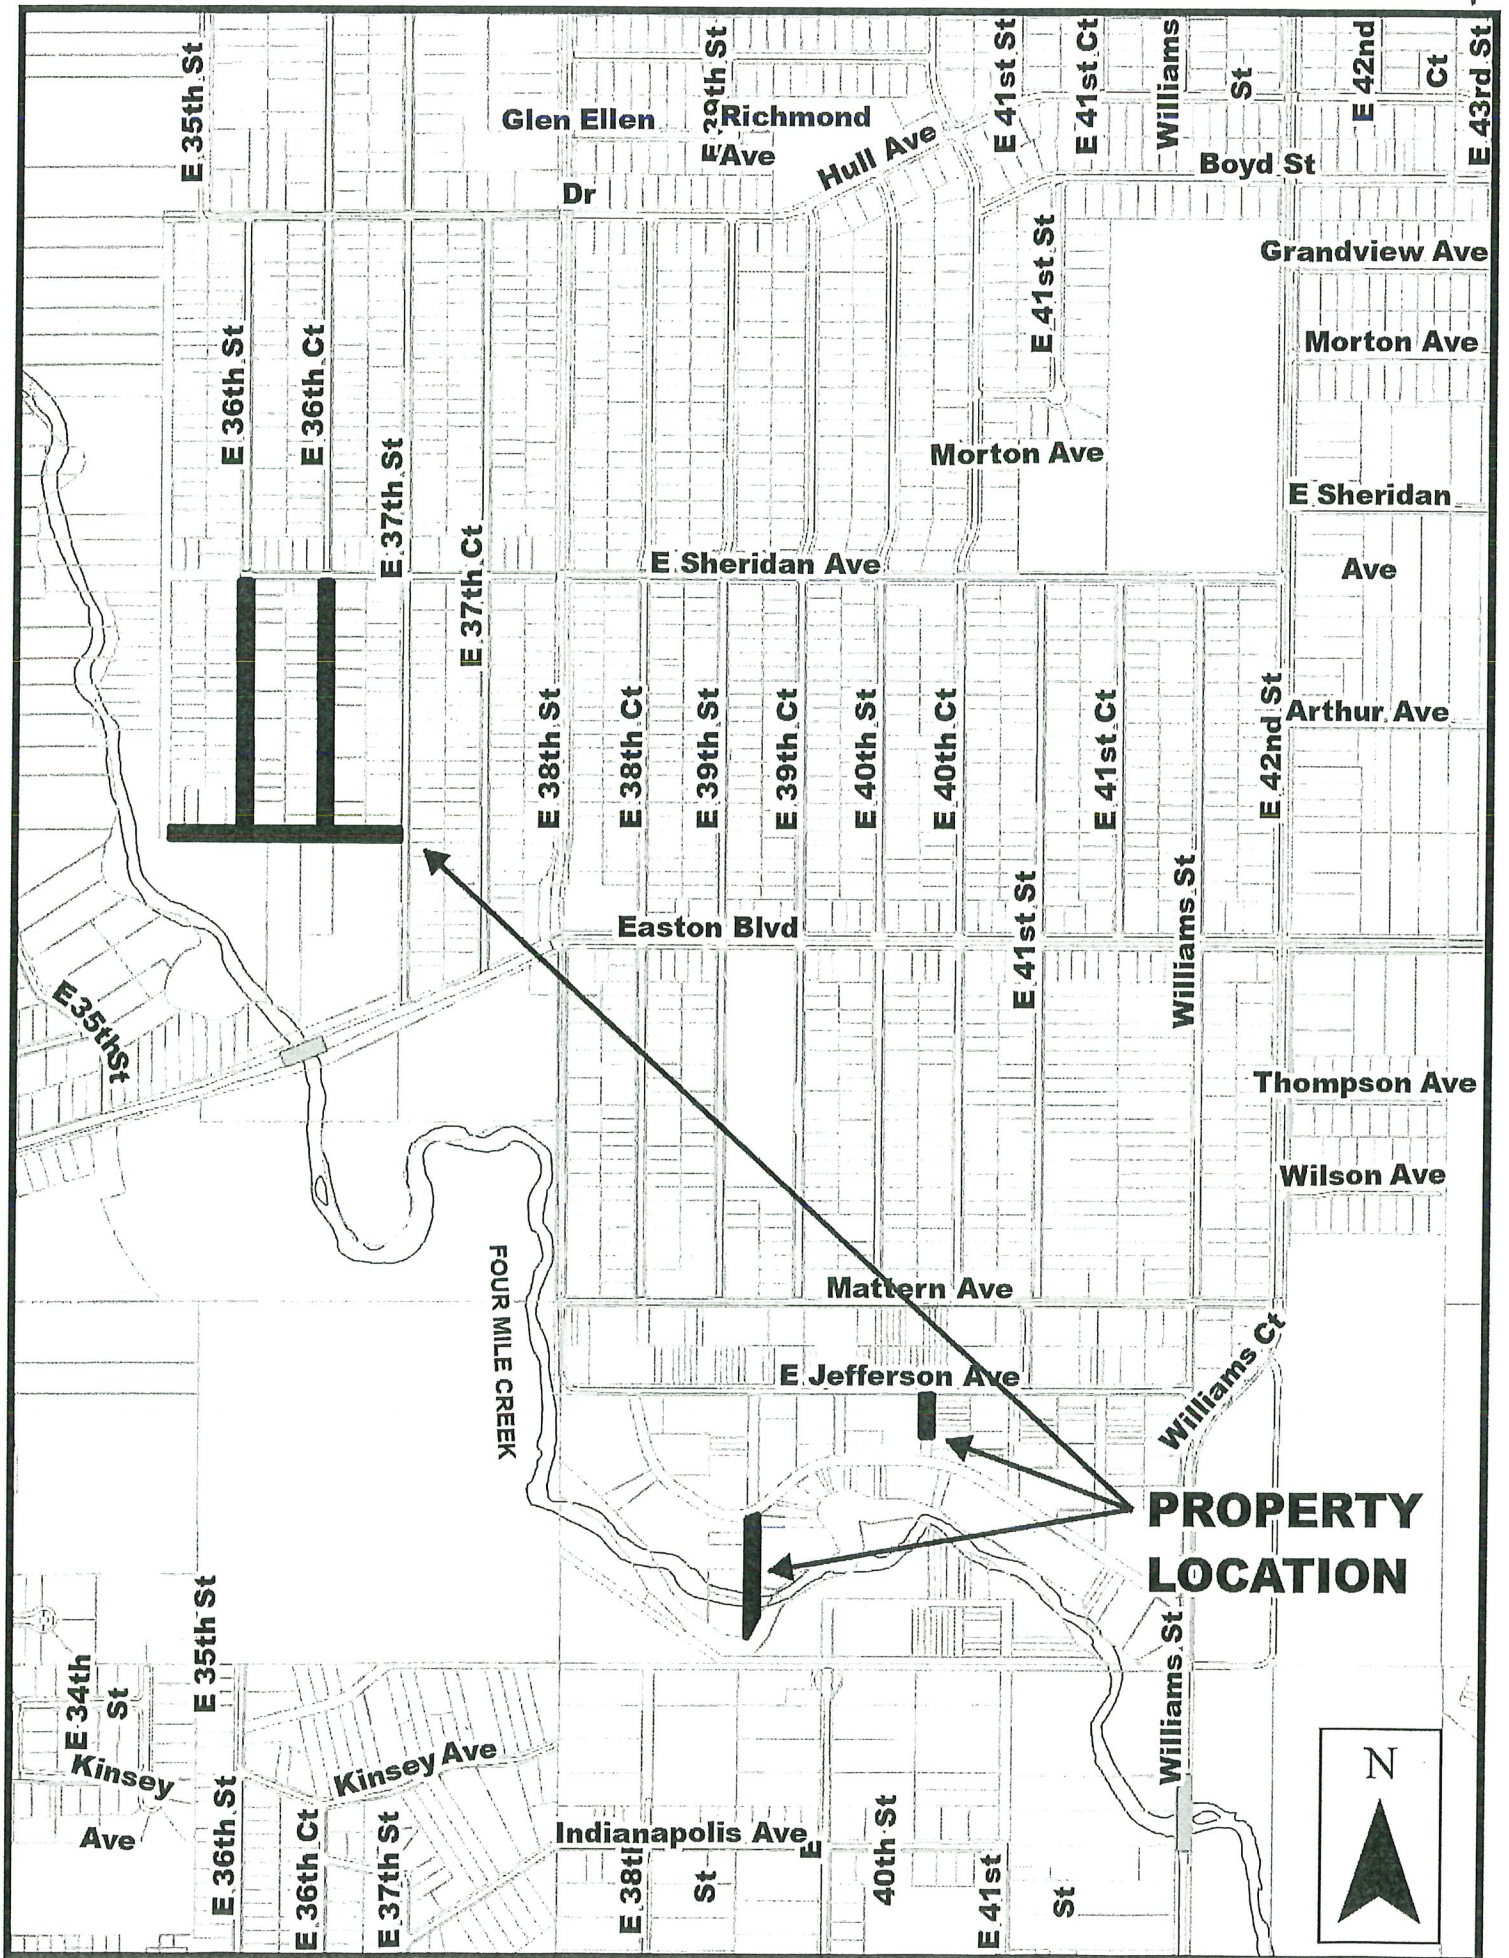 E 35th St
E 29th St
E 41st St
E 41st Ct
Williams
St
E 42nd
Ct
E 43rd St
Glen Ellen
Richmond
Ave
Hull Ave
Boyd St
Dr
E 41st St
Grandview Ave
E 36th St
E 36th Ct
Morton Ave
E 37th St
Morton Ave
E Sheridan
E 37th Ct
E Sheridan Ave
Ave
E 38th St
E 38th Ct
E 39th St
E 39th Ct
E 40th St
E 40th Ct
E 41st Ct
E 42nd St
Arthur Ave
Easton Blvd
E 41st St
Williams St
E 35th St
Thompson Ave
Wilson Ave
FOUR MILE CREEK
Mattern Ave
E Jefferson Ave
Williams Ct
PROPERTY
LOCATION
E 35th St
E 34th
St
Williams St
Kinsey
Ave
Kinsey Ave
N
E 36th St
E 36th Ct
E 37th St
Indianapolis Ave
E 38th
St
E
40th St
E 41st
St